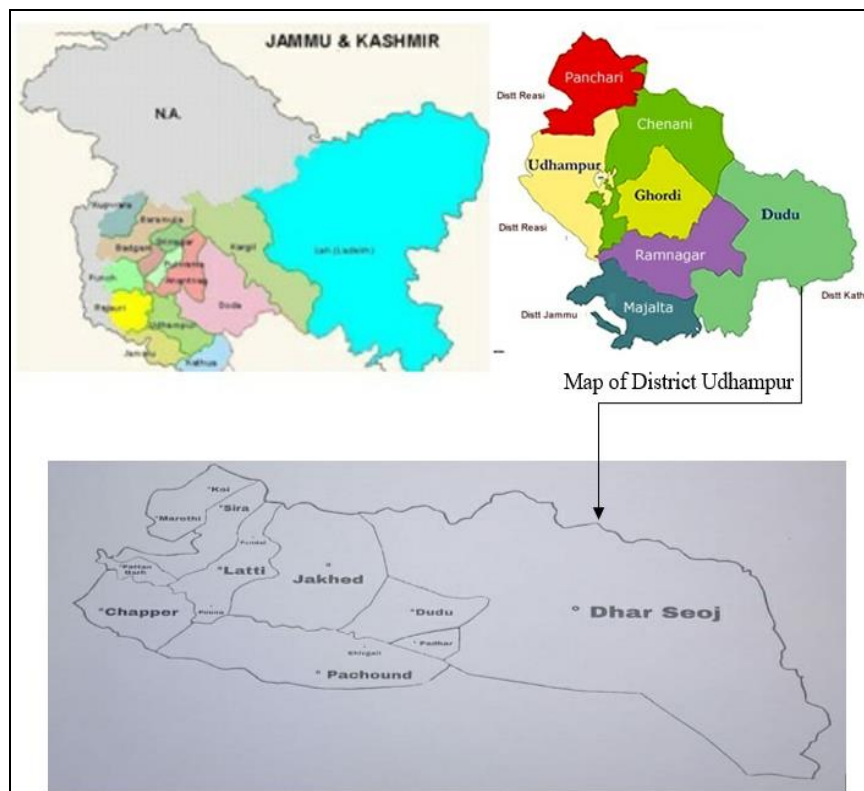 JAMMU & KASHMIR
N.A.
Kupwara
Baramula
Srinagar
Badgam
Kargil
Leh (Ladakh)
Pulwama
Punch
Anantnag
Rajauri
Doda
Udhampur
Jammu
Kathua
Panchari
Distt Reasi
Chenani
Udhampur
Ghordi
Dudu
Distt Reasi
Ramnagar
Majalta
Distt Kath
Distt Jammu
Map of District Udhampur
Koi
Marothi
Sira
Pattan
Garh
Latti
Jakhed
Chapper
Dudu
Dhar Seoj
Padhar
Pachound